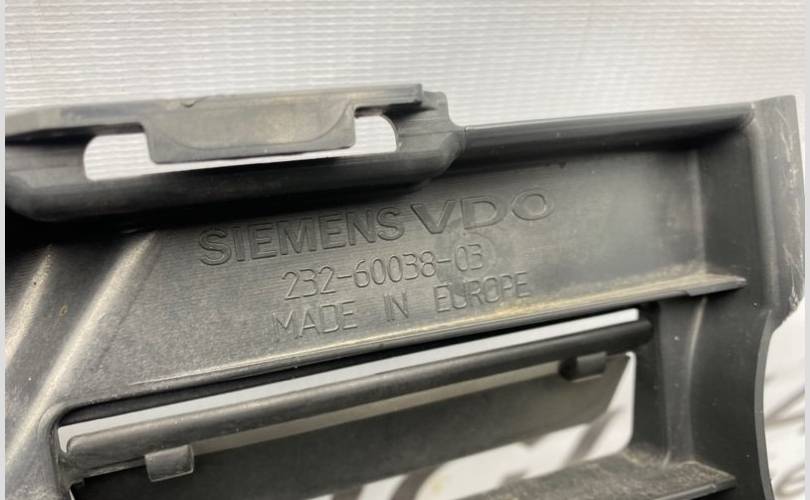 SIEMENS VDO
232-60038-03
MADE IN EUROPE